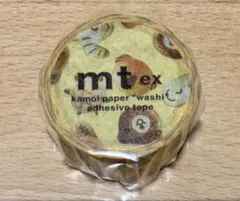 mt ex
kamoi paper "washi"
adhesive tape